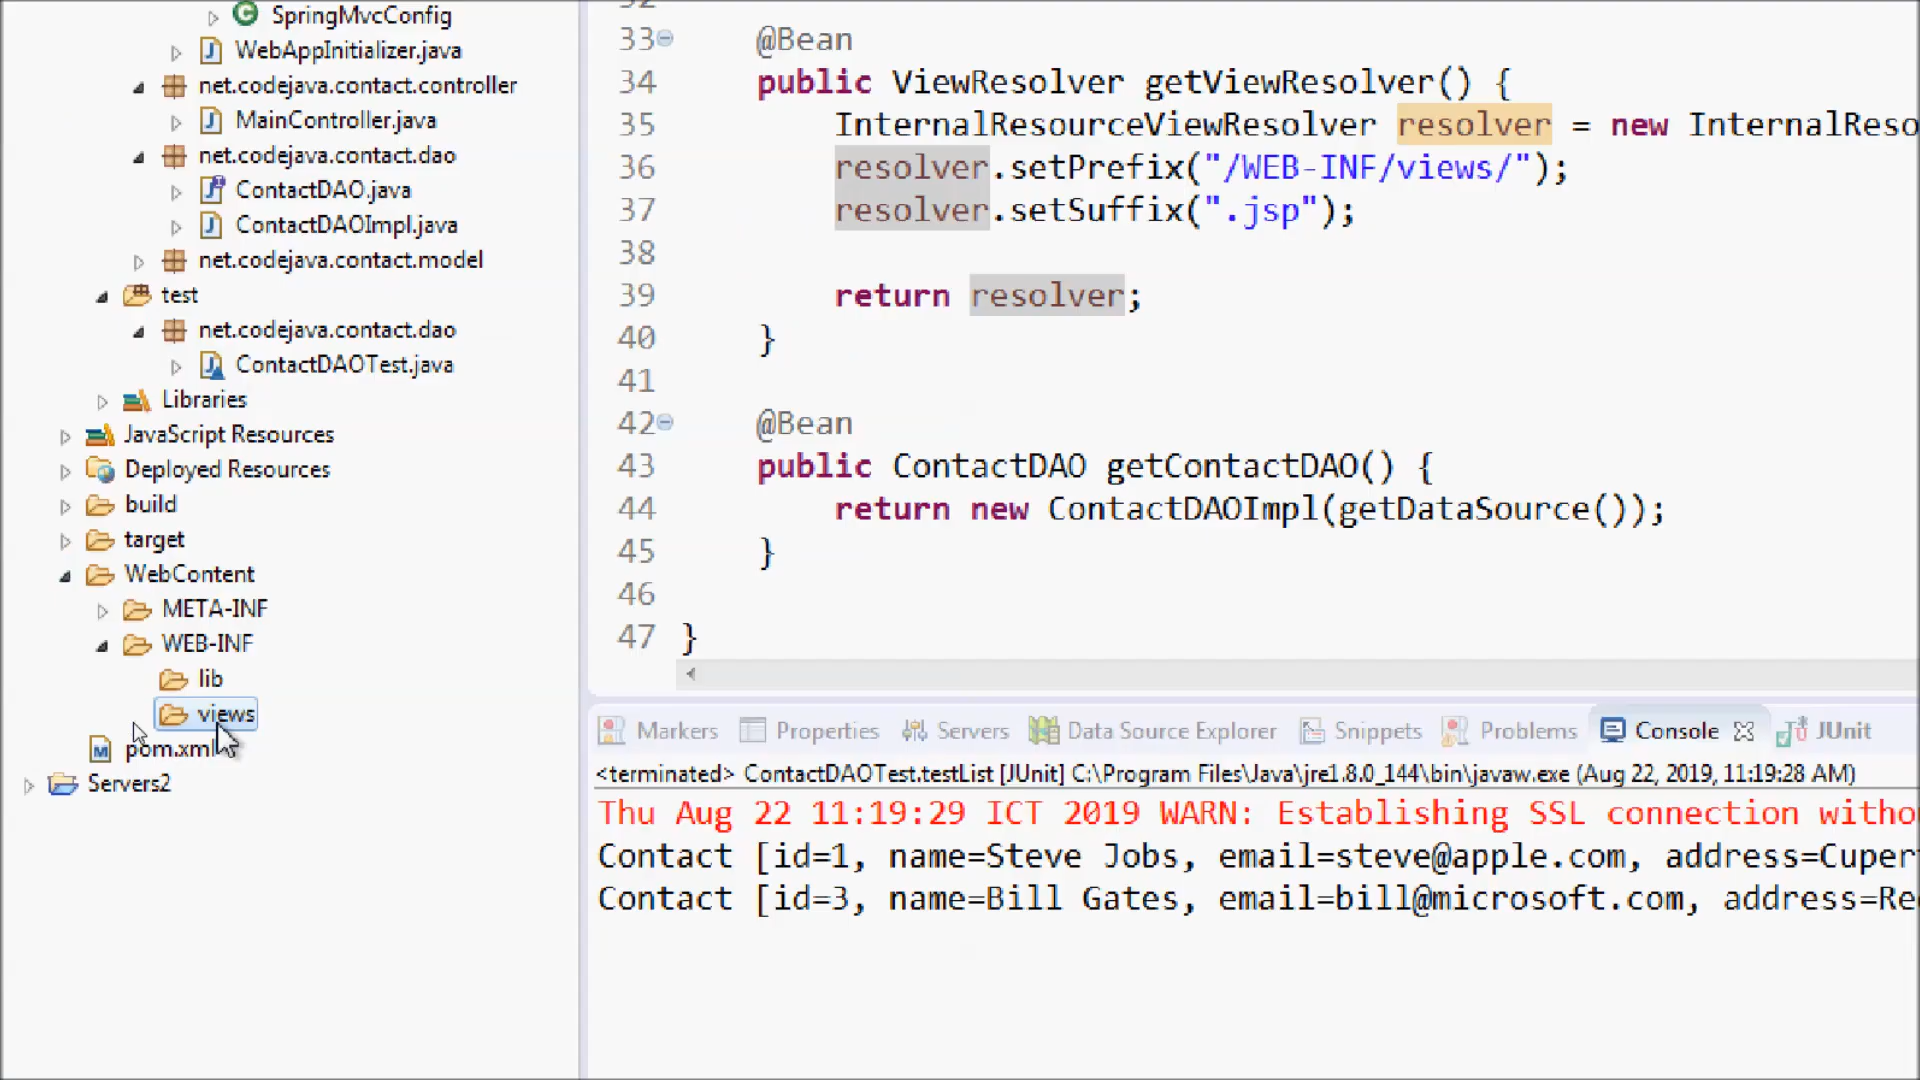 SpringMvcConfig
WebAppInitializer.java
net.codejava.contact.controller
MainController.java
net.codejava.contact.dao
ContactDAO.java
ContactDAOImpl.java
net.codejava.contact.model
test
net.codejava.contact.dao
ContactDAOTest.java
Libraries
JavaScript Resources
Deployed Resources
build
target
WebContent
META-INF
WEB-INF
lib
views
pom.xml
Servers2
33 @Bean
34 public ViewResolver getViewResolver() {
35 InternalResourceViewResolver resolver = new InternalReso
36 resolver.setPrefix("/WEB-INF/views/");
37 resolver.setSuffix(".jsp");
38
39 return resolver;
40 }
41
42 @Bean
43 public ContactDAO getContactDAO() {
44 return new ContactDAOImpl(getDataSource());
45 }
46
47 }
Markers Properties Servers Data Source Explorer Snippets Problems Console JUnit
<terminated> ContactDAOTest.testList [JUnit] C:\Program Files\Java\jre1.8.0_144\bin\javaw.exe (Aug 22, 2019, 11:19:28 AM)
Thu Aug 22 11:19:29 ICT 2019 WARN: Establishing SSL connection witho
Contact [id=1, name=Steve Jobs, email=steve@apple.com, address=Cuper
Contact [id=3, name=Bill Gates, email=bill@microsoft.com, address=Re